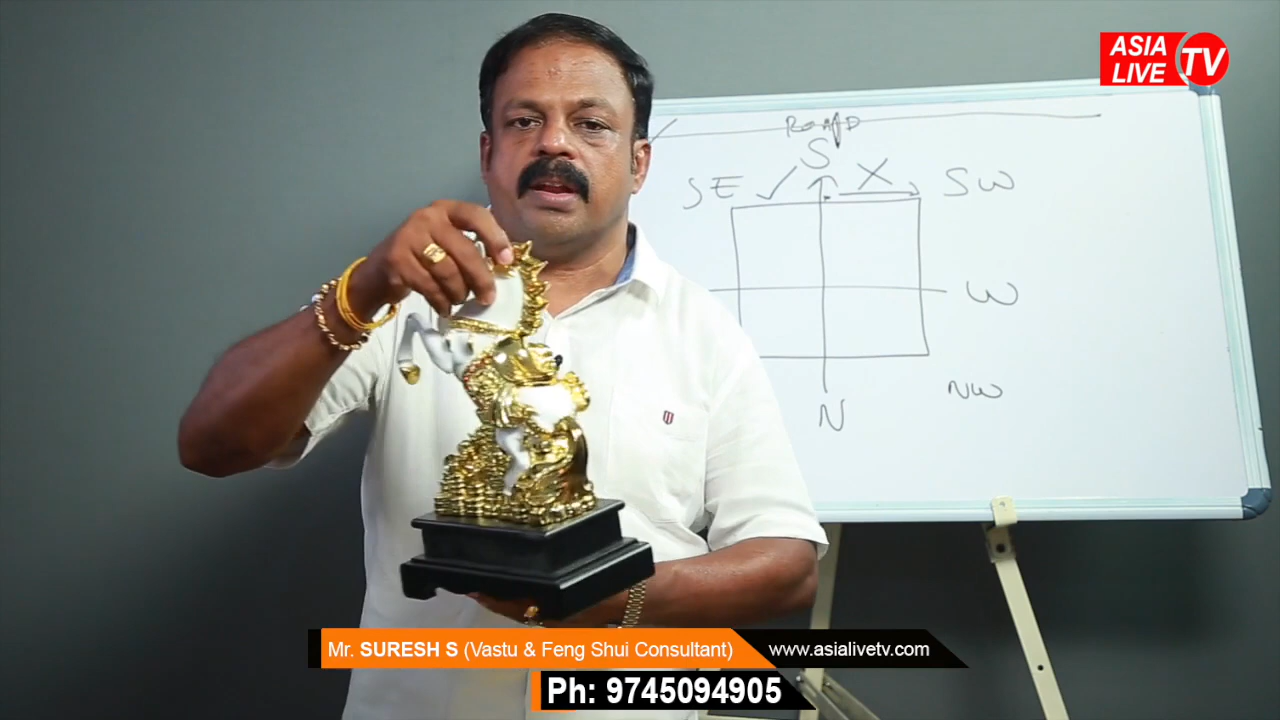 ASIA
LIVE
TV
ROAD
S
SE ✓ X SW
W
NW
N
Mr. SURESH S (Vastu & Feng Shui Consultant) www.asialivetv.com
Ph: 9745094905